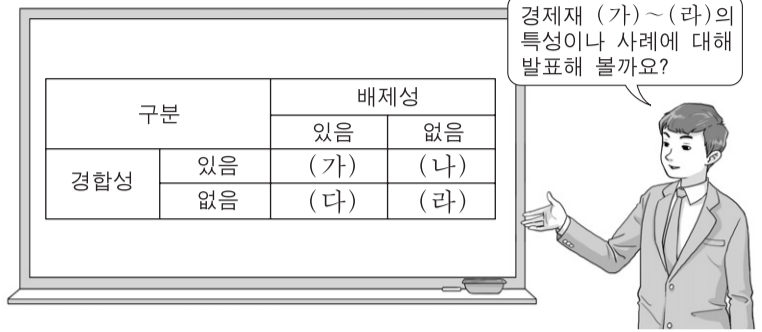 경제재 (가)~(라)의
특성이나 사례에 대해
발표해 볼까요?
구분
배제성
있음
없음
경합성
있음
(가)
(나)
없음
(다)
(라)